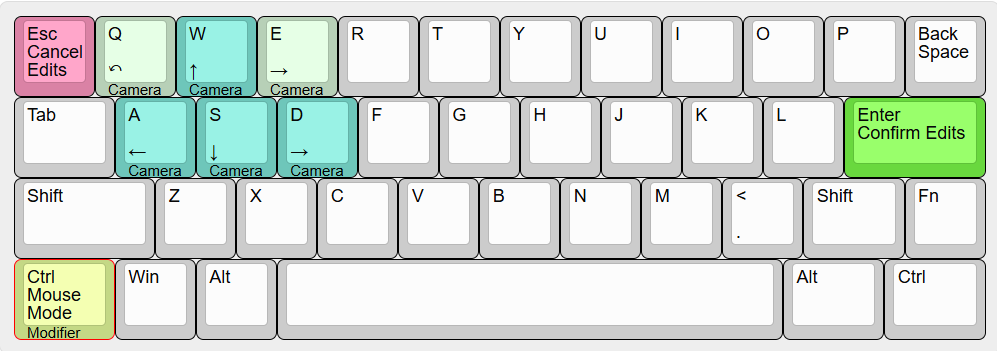 Esc
Cancel
Edits
Q
↶
Camera
W
↑
Camera
E
→
Camera
R
T
Y
U
I
O
P
Back
Space
Tab
A
←
Camera
S
↓
Camera
D
→
Camera
F
G
H
J
K
L
Enter
Confirm Edits
Shift
Z
X
C
V
B
N
M
<
.
Shift
Fn
Ctrl
Mouse
Mode
Modifier
Win
Alt
Alt
Ctrl